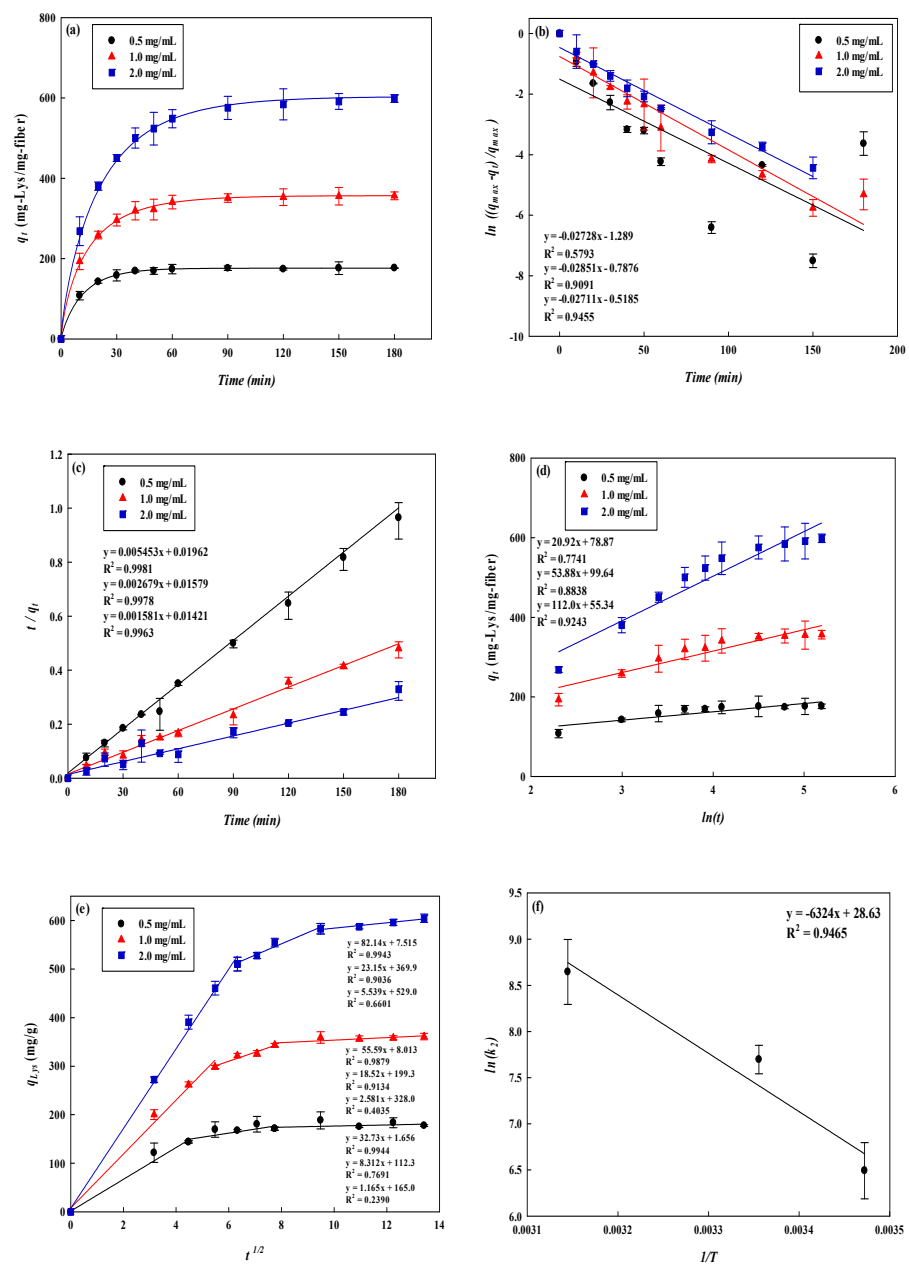 (a)
0.5 mg/mL
1.0 mg/mL
2.0 mg/mL
800
600
400
200
0
q_t (mg-Lys/mg-fiber)
0 30 60 90 120 150 180
Time (min)
(b)
0.5 mg/mL
1.0 mg/mL
2.0 mg/mL
0
-2
-4
-6
-8
-10
ln ((q_max -q_t) /q_max )
y = -0.02728x - 1.289
R² = 0.5793
y = -0.02851x - 0.7876
R² = 0.9091
y = -0.02711x - 0.5185
R² = 0.9455
0 50 100 150 200
Time (min)
(c)
0.5 mg/mL
1.0 mg/mL
2.0 mg/mL
1.2
1.0
0.8
0.6
0.4
0.2
0.0
t / q_t
y = 0.005453x + 0.01962
R² = 0.9981
y = 0.002679x + 0.01579
R² = 0.9978
y = 0.001581x + 0.01421
R² = 0.9963
0 30 60 90 120 150 180
Time (min)
(d)
0.5 mg/mL
1.0 mg/mL
2.0 mg/mL
800
600
400
200
0
q_t (mg-Lys/mg-fiber)
y = 20.92x + 78.87
R² = 0.7741
y = 53.88x + 99.64
R² = 0.8838
y = 112.0x + 55.34
R² = 0.9243
2 3 4 5 6
ln(t)
(e)
0.5 mg/mL
1.0 mg/mL
2.0 mg/mL
600
500
400
300
200
100
0
q_Lys (mg/g)
y = 82.14x + 7.515
R² = 0.9943
y = 23.15x + 369.9
R² = 0.9036
y = 5.539x + 529.0
R² = 0.6601
y = 55.59x + 8.013
R² = 0.9879
y = 18.52x + 199.3
R² = 0.9134
y = 2.581x + 328.0
R² = 0.4035
y = 32.73x + 1.656
R² = 0.9944
y = 8.312x + 112.3
R² = 0.7691
y = 1.165x + 165.0
R² = 0.2390
0 2 4 6 8 10 12 14
t^1/2
(f)
y = -6324x + 28.63
R² = 0.9465
9.5
9.0
8.5
8.0
7.5
7.0
6.5
6.0
ln(k₂)
0.0031 0.0032 0.0033 0.0034 0.0035
1/T